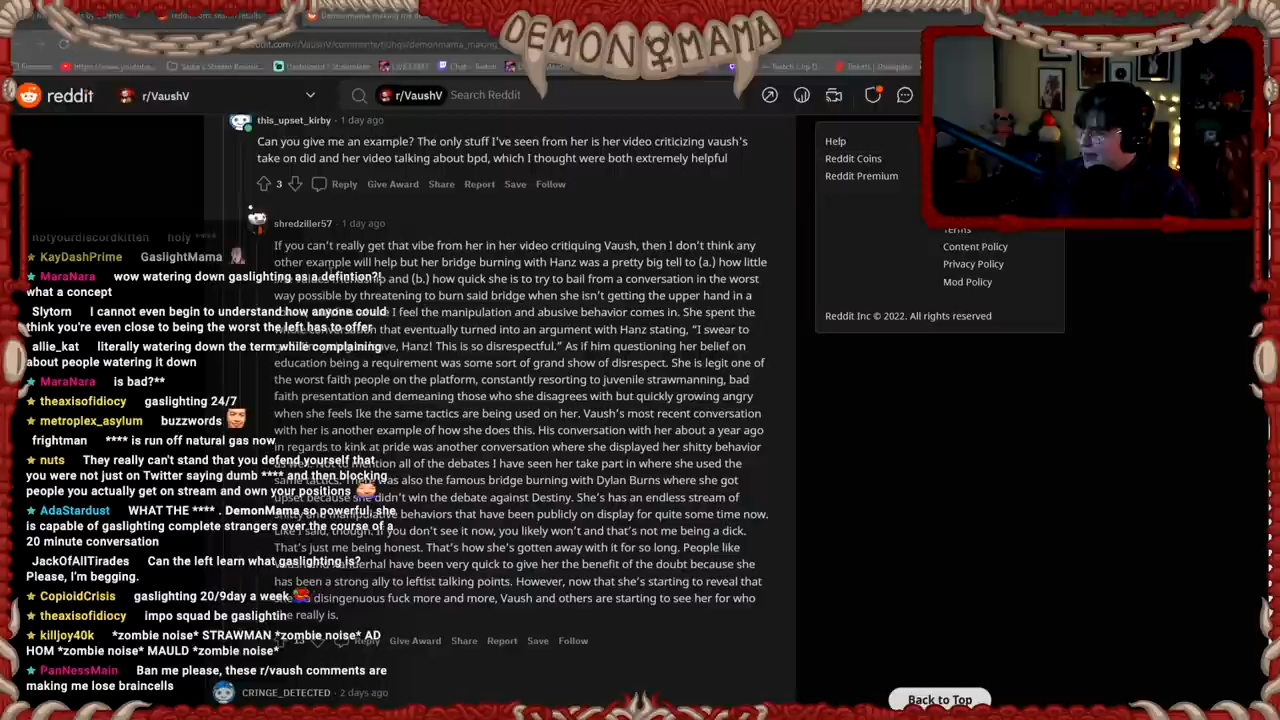 DEMON MAMA
reddit
r/VaushV
r/VaushV Search Reddit
this_upset_kirby · 1 day ago
Can you give me an example? The only stuff I've seen from her is her video criticizing vaush's
take on did and her video talking about bpd, which I thought were both extremely helpful
3 Reply Give Award Share Report Save Follow
shredziller57 · 1 day ago
If you can't really get that vibe from her in her video critiquing Vaush, then I don't think any
other example will help but her bridge burning with Hanz was a pretty big tell to (a.) how little
friendship and (b.) how quick she is to try to bail from a conversation in the worst
way possible by threatening to burn said bridge when she isn't getting the upper hand in a
I feel the manipulation and abusive behavior comes in. She spent the
that eventually turned into an argument with Hanz stating, "I swear to
Hanz! This is so disrespectful." As if him questioning her belief on
education being a requirement was some sort of grand show of disrespect. She is legit one of
the worst faith people on the platform, constantly resorting to juvenile strawmanning, bad
faith presentation and demeaning those who she disagrees with but quickly growing angry
when she feels lke the same tactics are being used on her. Vaush's most recent conversation
with her is another example of how she does this. His conversation with her about a year ago
in regards to kink at pride was another conversation where she displayed her shitty behavior
as well. Not to mention all of the debates I have seen her take part in where she used the
same tactics. There was also the famous bridge burning with Dylan Burns where she got
upset because she didn't win the debate against Destiny. She's has an endless stream of
shitty and manipulative behaviors that have been publicly on display for quite some time now.
Like I said, though. If you don't see it now, you likely won't and that's not me being a dick.
That's just me being honest. That's how she's gotten away with it for so long. People like
have been very quick to give her the benefit of the doubt because she
has been a strong ally to leftist talking points. However, now that she's starting to reveal that
disingenuous fuck more and more, Vaush and others are starting to see her for who
she really is.
Reply Give Award Share Report Save Follow
CRINGE_DETECTED · 2 days ago
Help
Reddit Coins
Reddit Premium
Terms
Content Policy
Privacy Policy
Mod Policy
Reddit Inc © 2022. All rights reserved
Back to Top
notyourdiscordkitten holy ****
KayDashPrime GaslightMama
MaraNara wow watering down gaslighting as a defintion?!
what a concept
Slytorn I cannot even begin to understand how anyone could
think you're even close to being the worst the left has to offer
allie_kat literally watering down the term while complaining
about people watering it down
MaraNara is bad?**
theaxisofidiocy gaslighting 24/7
metroplex_asylum buzzwords
frightman **** is run off natural gas now
nuts They really can't stand that you defend yourself that
you were not just on Twitter saying dumb **** and then blocking
people you actually get on stream and own your positions
AdaStardust WHAT THE **** . DemonMama so powerful, she
is capable of gaslighting complete strangers over the course of a
20 minute conversation
JackOfAllTirades Can the left learn what gaslighting is?
Please, I'm begging.
CopioidCrisis gaslighting 20/9day a week
theaxisofidiocy impo squad be gaslightin
killjoy40k *zombie noise* STRAWMAN *zombie noise* AD
HOM *zombie noise* MAULD *zombie noise*
PanNessMain Ban me please, these r/vaush comments are
making me lose braincells